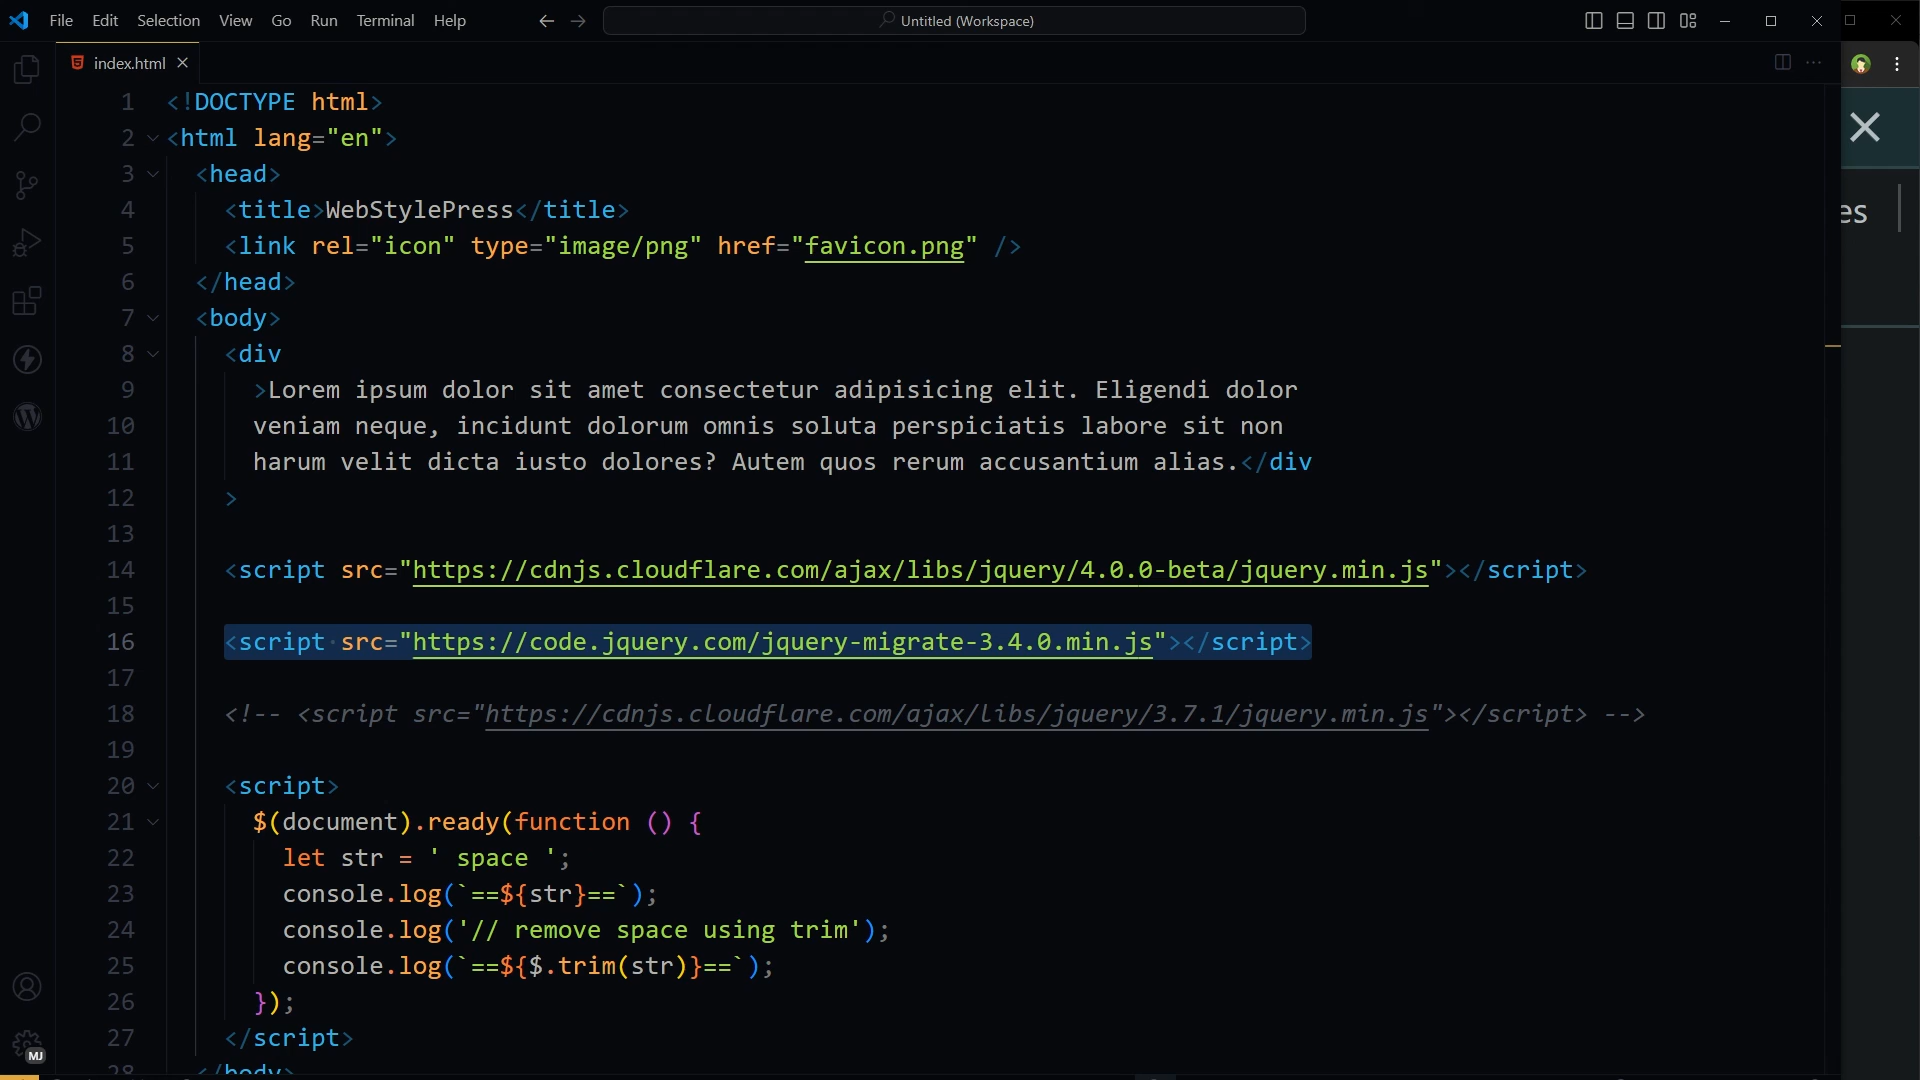 File Edit Selection View Go Run Terminal Help Untitled (Workspace)
index.html
1 <!DOCTYPE html>
2 <html lang="en">
3 <head>
4 <title>WebStylePress</title>
5 <link rel="icon" type="image/png" href="favicon.png" />
6 </head>
7 <body>
8 <div
9 >Lorem ipsum dolor sit amet consectetur adipisicing elit. Eligendi dolor
10 veniam neque, incidunt dolorum omnis soluta perspiciatis labore sit non
11 harum velit dicta iusto dolores? Autem quos rerum accusantium alias.</div
12 >
13
14 <script src="https://cdnjs.cloudflare.com/ajax/libs/jquery/4.0.0-beta/jquery.min.js"></script>
15
16 <script src="https://code.jquery.com/jquery-migrate-3.4.0.min.js"></script>
17
18 <!-- <script src="https://cdnjs.cloudflare.com/ajax/libs/jquery/3.7.1/jquery.min.js"></script> -->
19
20 <script>
21 $(document).ready(function () {
22 let str = ' space ';
23 console.log(`==${str}==`);
24 console.log('// remove space using trim');
25 console.log(`==${$.trim(str)}==`);
26 });
27 </script>
28 </body>
es
MJ